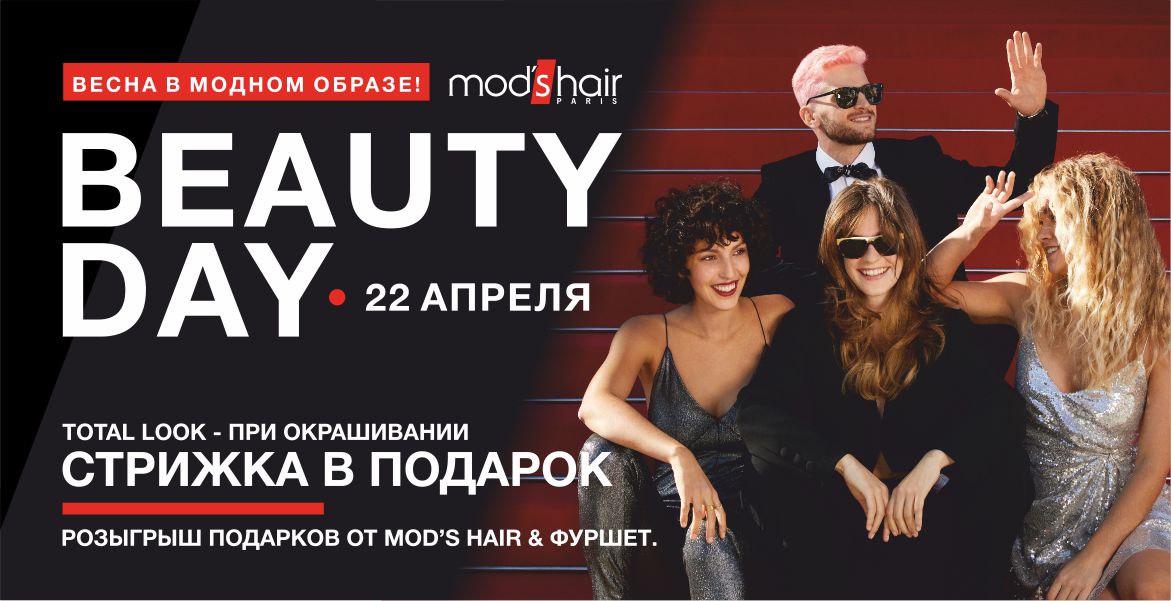 ВЕСНА В МОДНОМ ОБРАЗЕ!
mod's hair
PARIS
BEAUTY
DAY • 22 АПРЕЛЯ
TOTAL LOOK - ПРИ ОКРАШИВАНИИ
СТРИЖКА В ПОДАРОК
РОЗЫГРЫШ ПОДАРКОВ ОТ MOD'S HAIR & ФУРШЕТ.